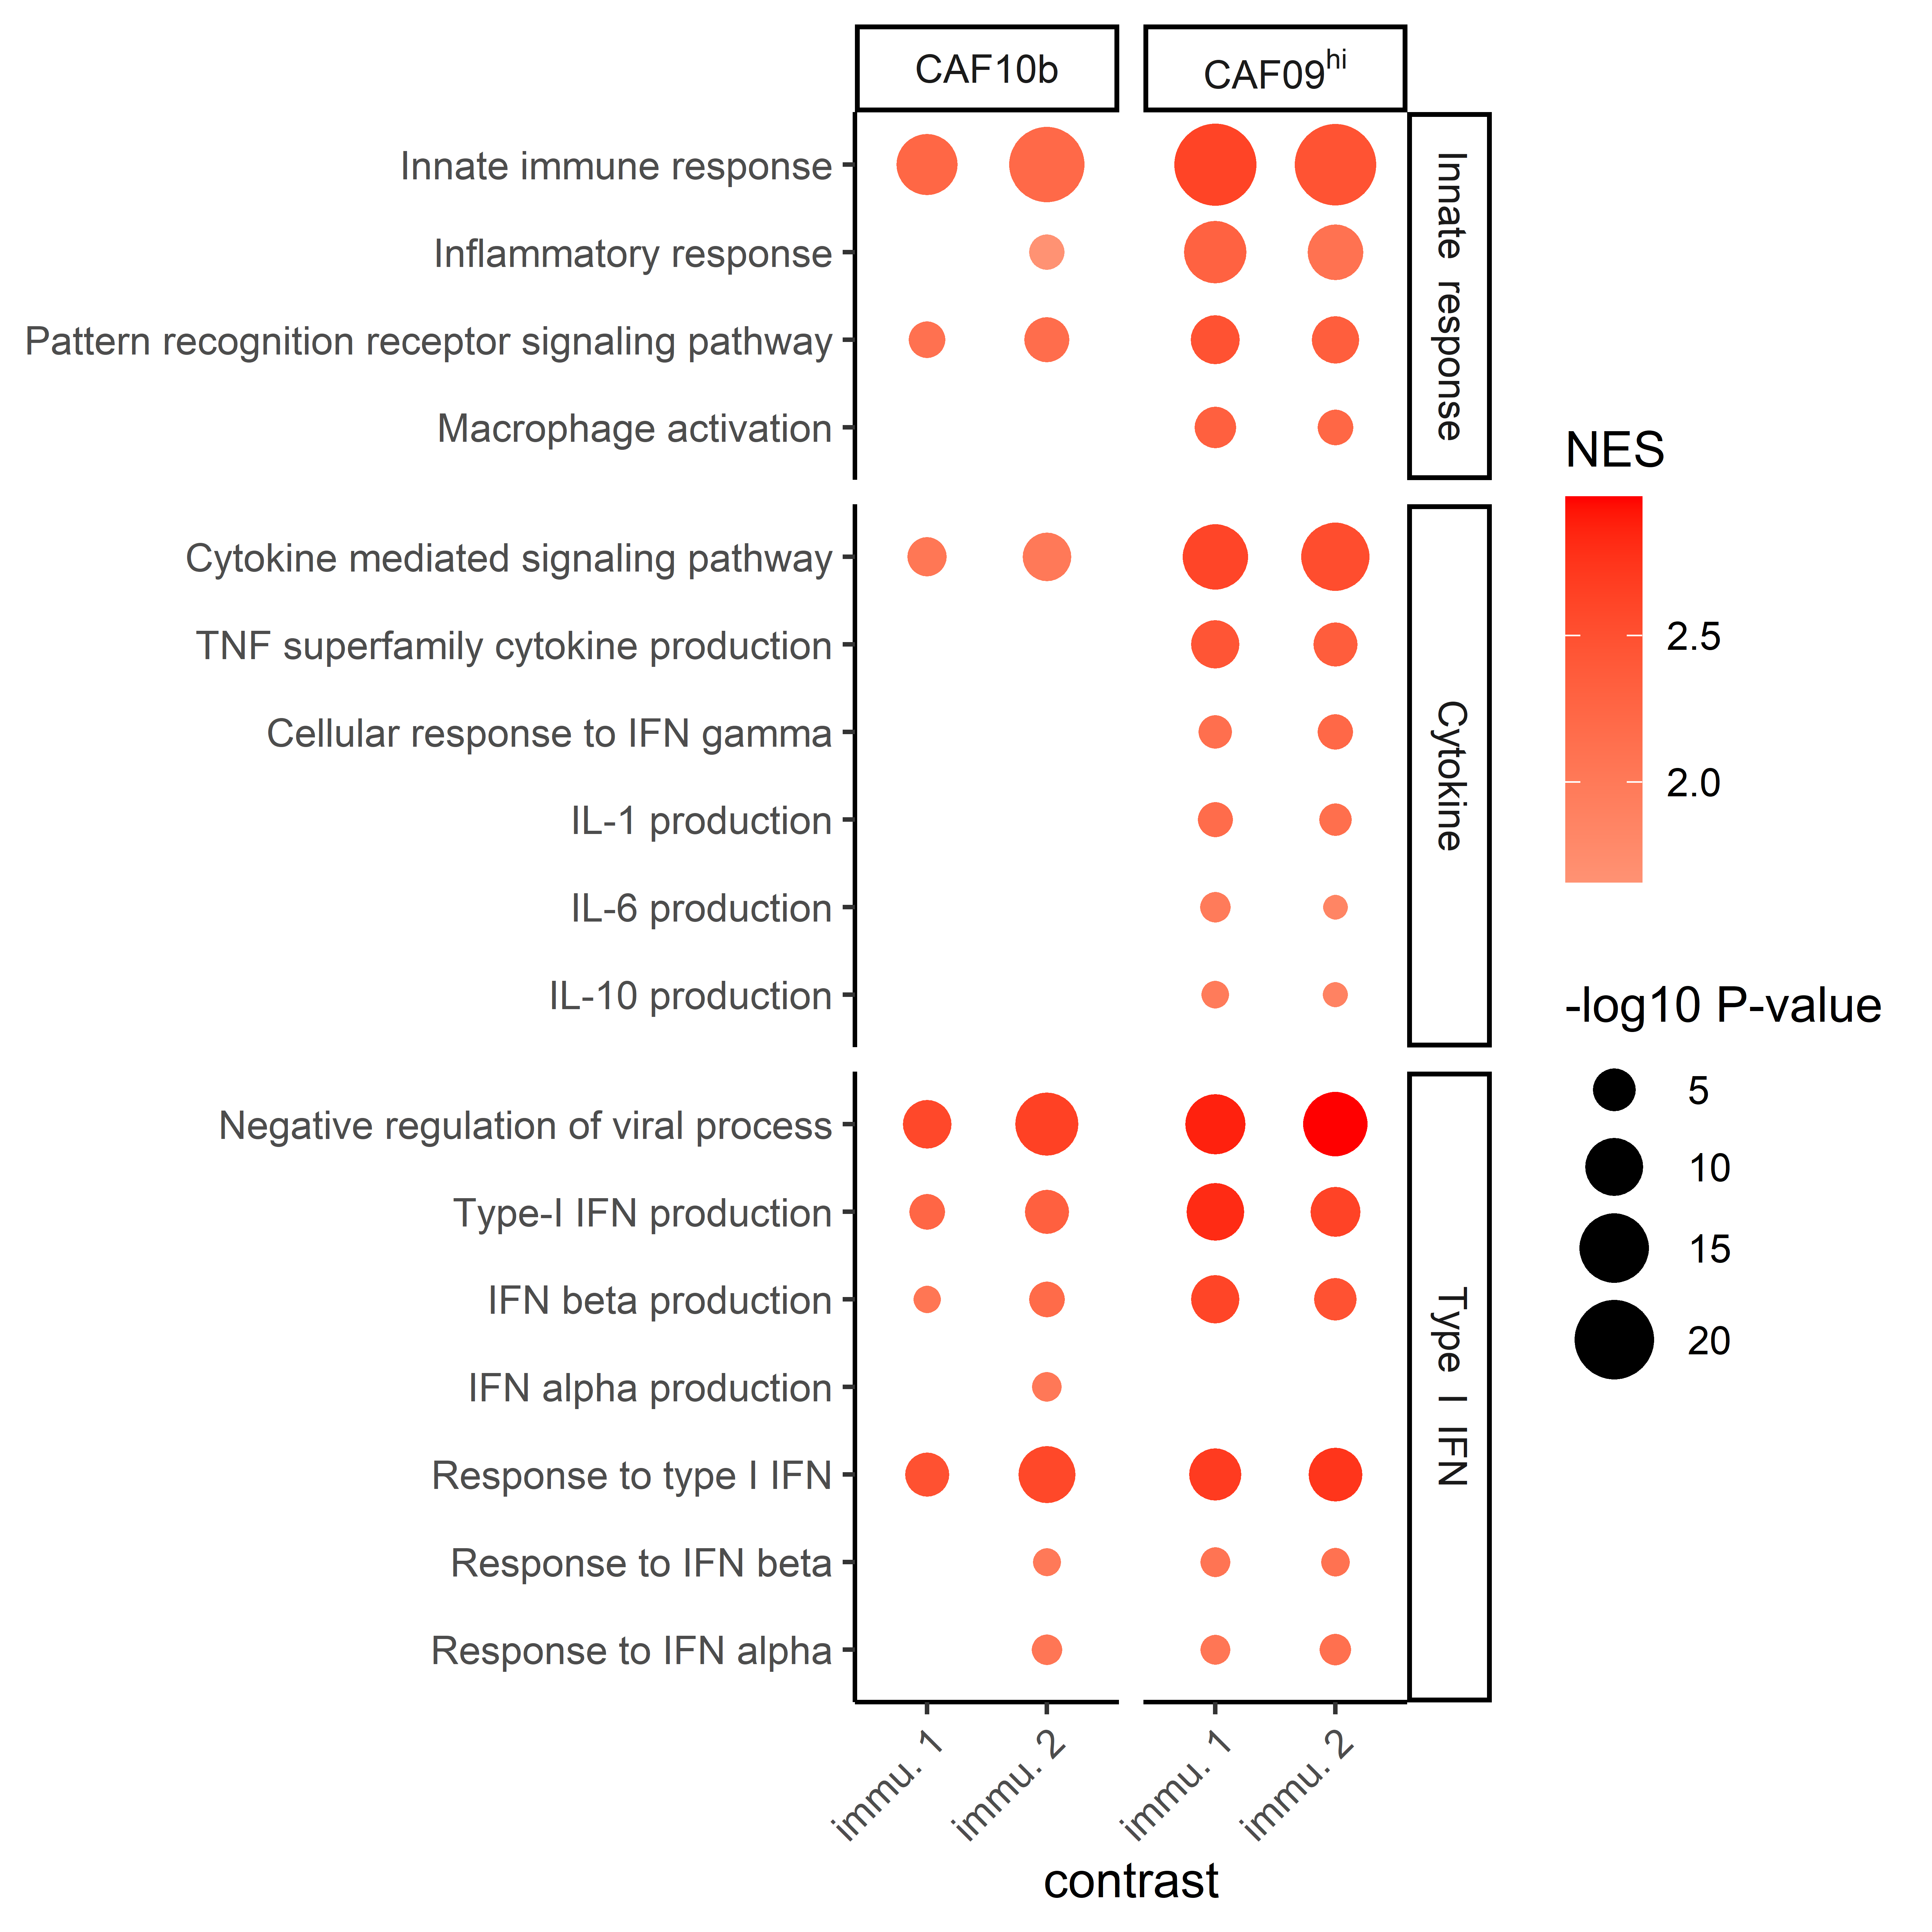 CAF10b
CAF09hi
Innate immune response
Inflammatory response
Pattern recognition receptor signaling pathway
Macrophage activation
Innate response
Cytokine mediated signaling pathway
TNF superfamily cytokine production
Cellular response to IFN gamma
IL-1 production
IL-6 production
IL-10 production
Cytokine
Negative regulation of viral process
Type-I IFN production
IFN beta production
IFN alpha production
Response to type I IFN
Response to IFN beta
Response to IFN alpha
Type I IFN
immu. 1
immu. 2
immu. 1
immu. 2
contrast
NES
2.5
2.0
-log10 P-value
5
10
15
20